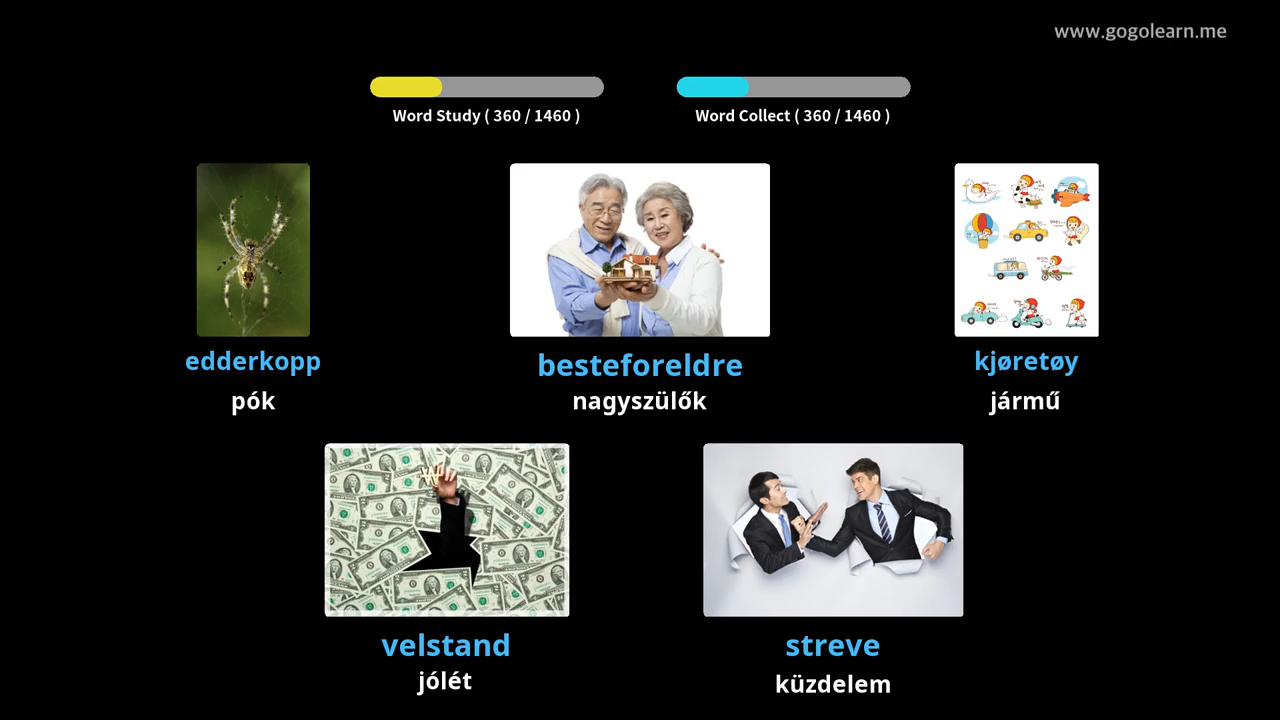 www.gogolearn.me
Word Study ( 360 / 1460 )
Word Collect ( 360 / 1460 )
edderkopp
pók
besteforeldre
nagyszülők
kjøretøy
jármű
velstand
jólét
streve
küzdelem